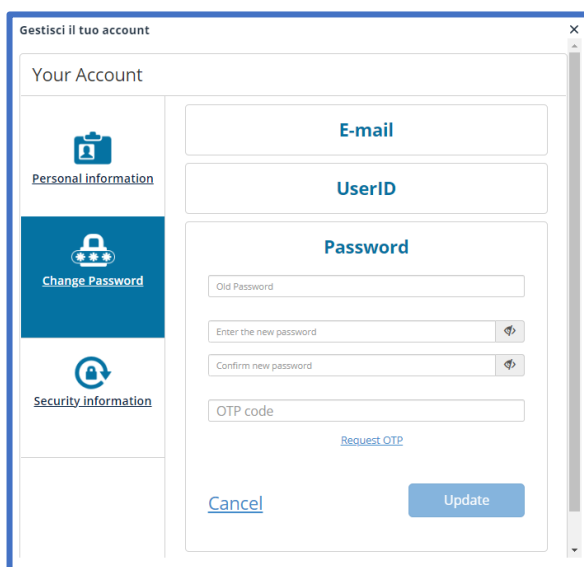 Gestisci il tuo account
Your Account
Personal information
Change Password
Security information
E-mail
UserID
Password
Old Password
Enter the new password
Confirm new password
OTP code
Request OTP
Cancel
Update